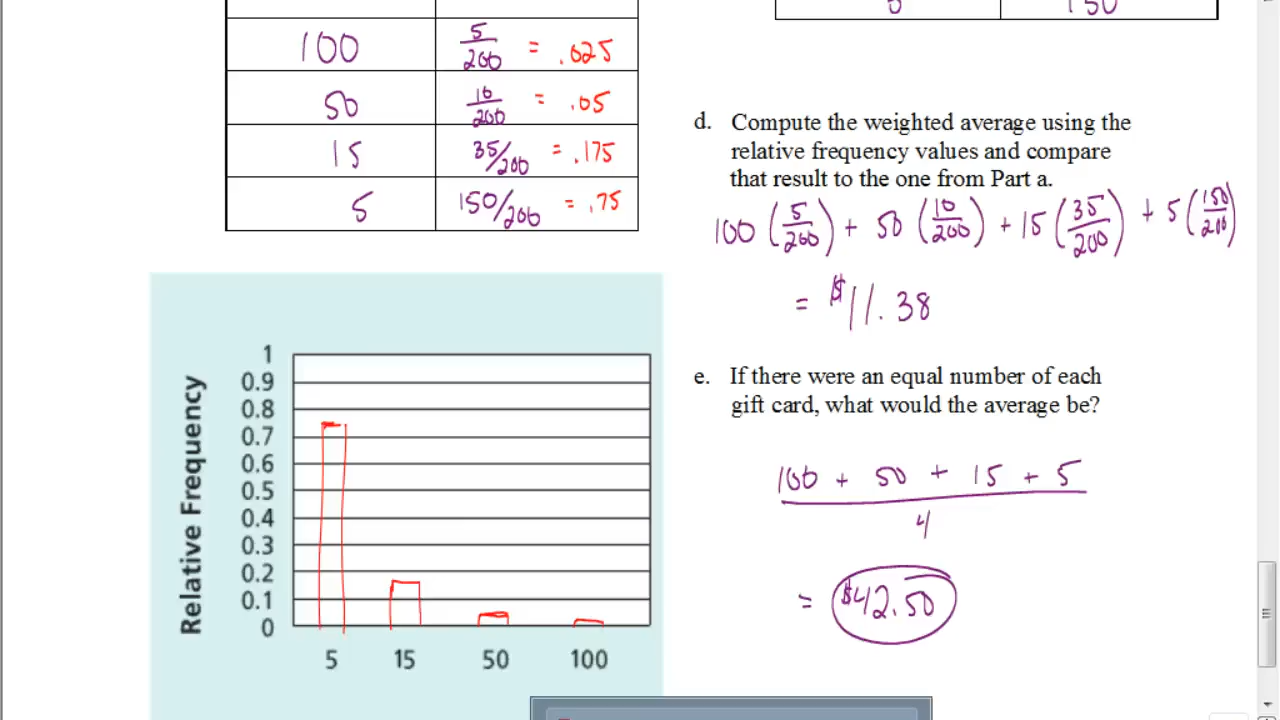 5 150
100 5/200 = .025
50 10/200 = .05
15 35/200 = .175
5 150/200 = .75
d. Compute the weighted average using the
relative frequency values and compare
that result to the one from Part a.
100 (5/200) + 50 (10/200) + 15 (35/200) + 5 (150/200)
= $11.38
e. If there were an equal number of each
gift card, what would the average be?
100 + 50 + 15 + 5
4
= $42.50
Relative Frequency
1
0.9
0.8
0.7
0.6
0.5
0.4
0.3
0.2
0.1
0
5 15 50 100